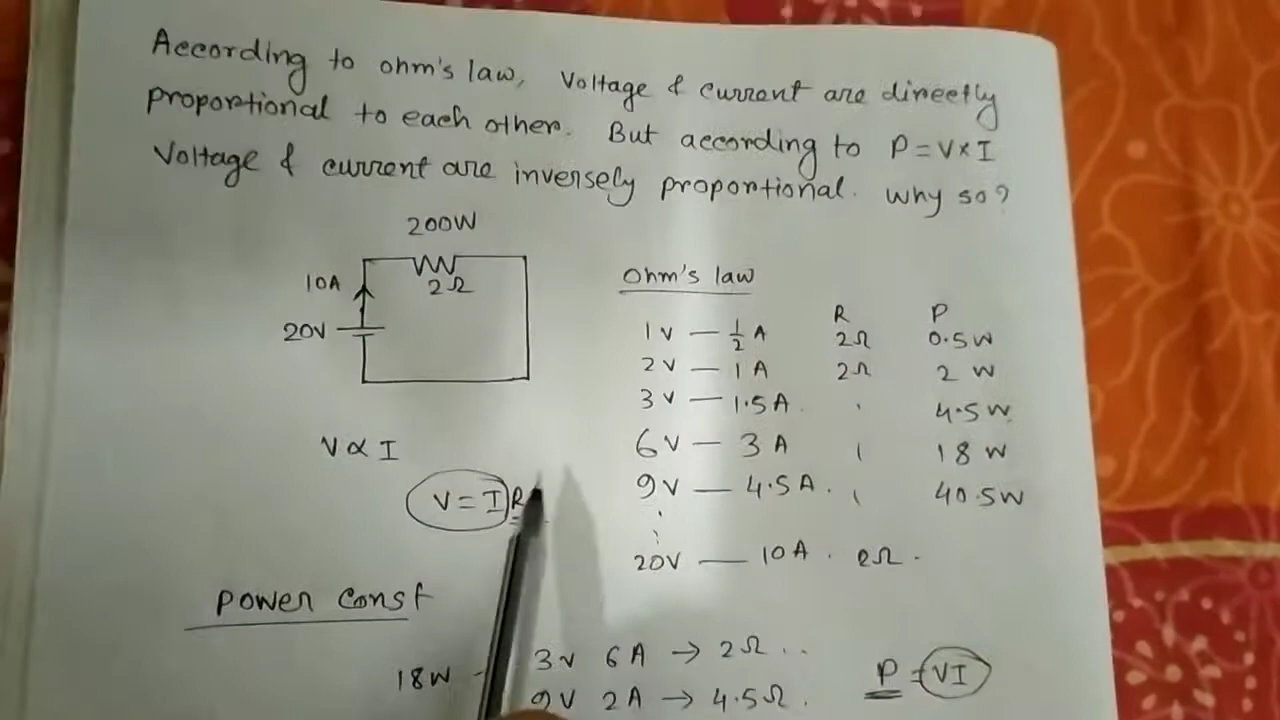 According to ohm's law, Voltage & current are directly
proportional to each other. But according to P=V×I
Voltage & current are inversely proportional. Why so?
200W
10A
2Ω
20V
V ∝ I
V = IR
Ohm's law
R P
1V — 1/2 A 2Ω 0.5W
2V — 1A 2Ω 2 W
3V — 1.5A. ' 4.5W.
6V — 3A ' 18 W
9V — 4.5A. ' 40.5W
20V — 10A. 2Ω.
Power Const
18W - 3V 6A → 2Ω ..
9V 2A → 4.5Ω.
P = VI